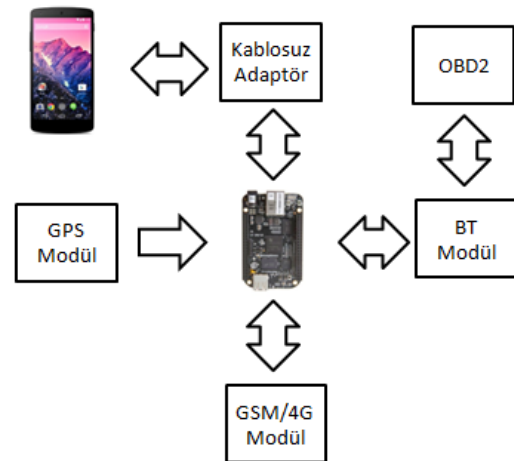 Kablosuz
Adaptör
OBD2
GPS
Modül
BT
Modül
GSM/4G
Modül